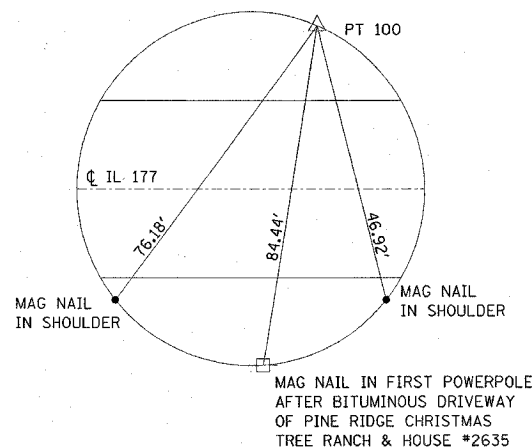 PT 100
℄ IL 177
76.18'
84.44'
46.92'
MAG NAIL
IN SHOULDER
MAG NAIL
IN SHOULDER
MAG NAIL IN FIRST POWERPOLE
AFTER BITUMINOUS DRIVEWAY
OF PINE RIDGE CHRISTMAS
TREE RANCH & HOUSE #2635